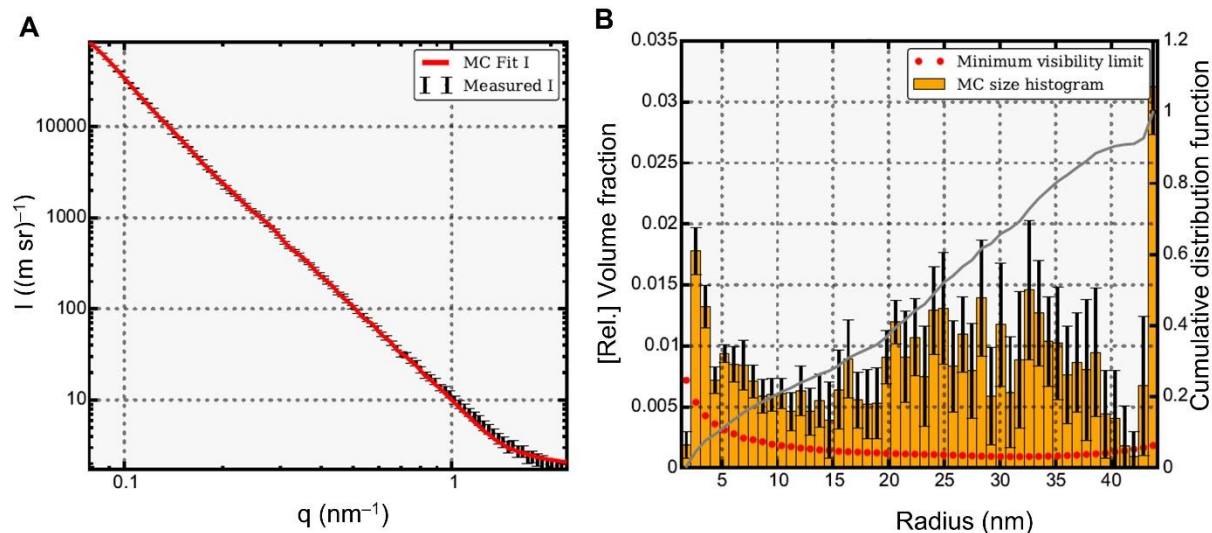 A
I ((m sr)⁻¹)
10000
1000
100
10
0.1
1
q (nm⁻¹)
MC Fit I
Measured I
B
[Rel.] Volume fraction
0.035
0.03
0.025
0.02
0.015
0.01
0.005
0
5
10
15
20
25
30
35
40
Radius (nm)
Minimum visibility limit
MC size histogram
1.2
1
0.8
0.6
0.4
0.2
0
Cumulative distribution function